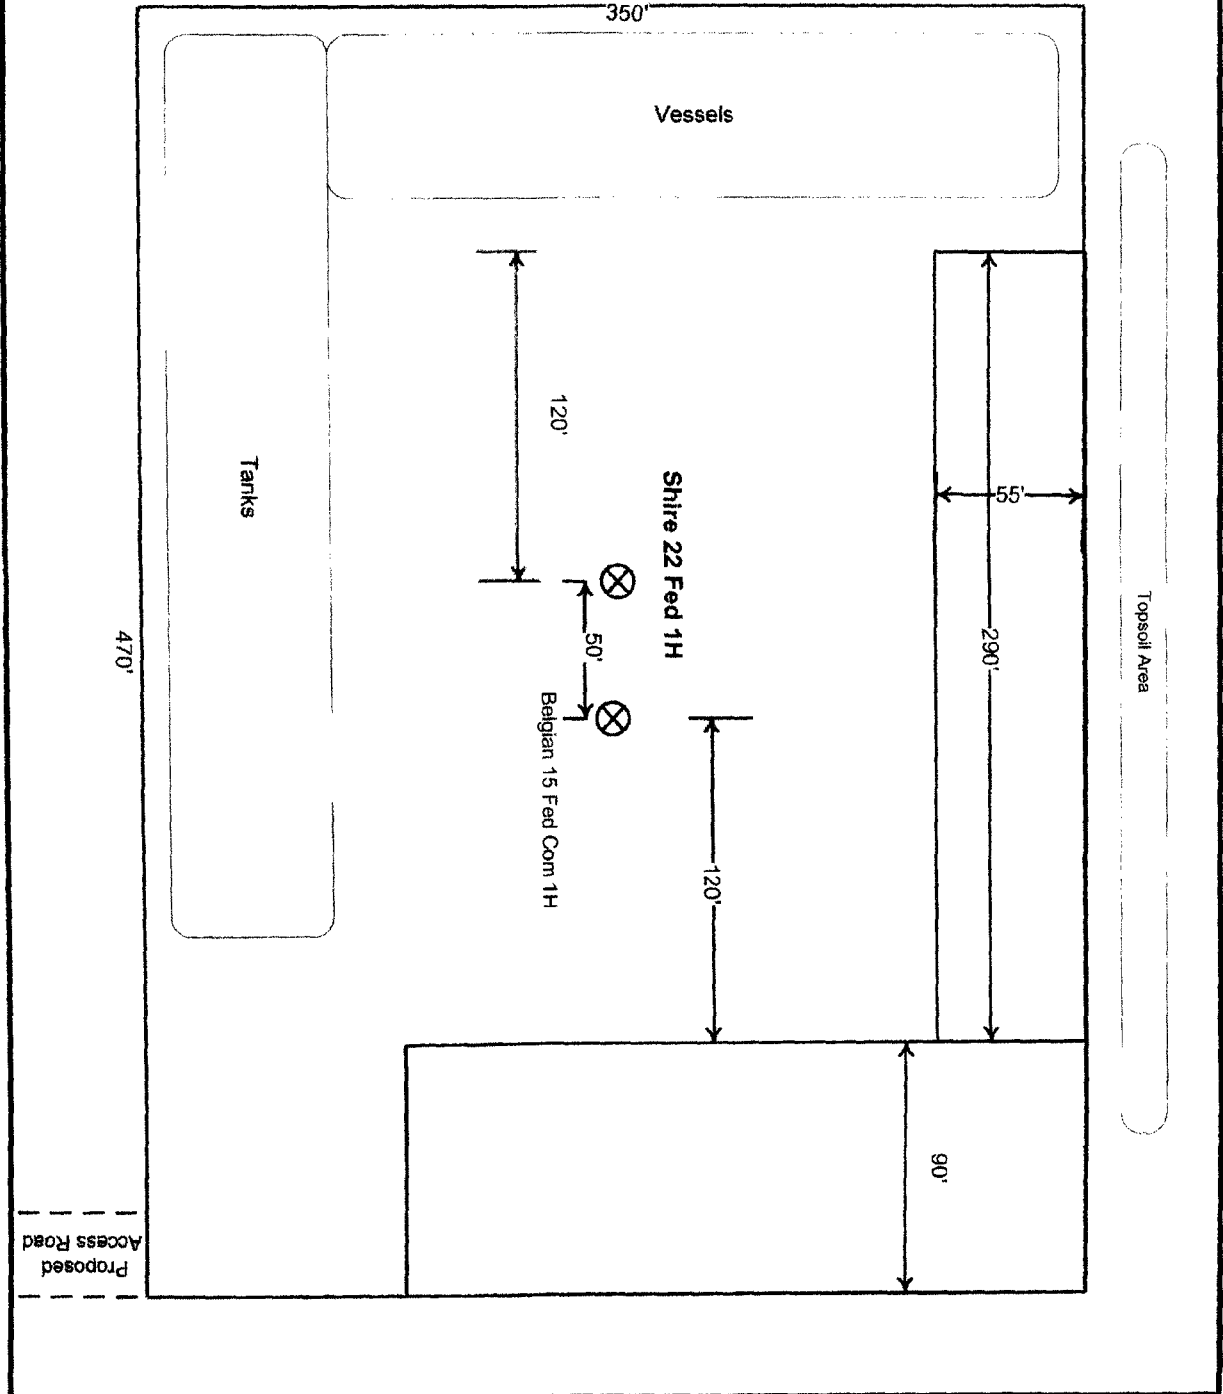 350'
Vessels
120'
Tanks
Shire 22 Fed 1H
55'
Topsoil Area
290'
50'
470'
Belgian 15 Fed Com 1H
120'
90'
Proposed
Access Road